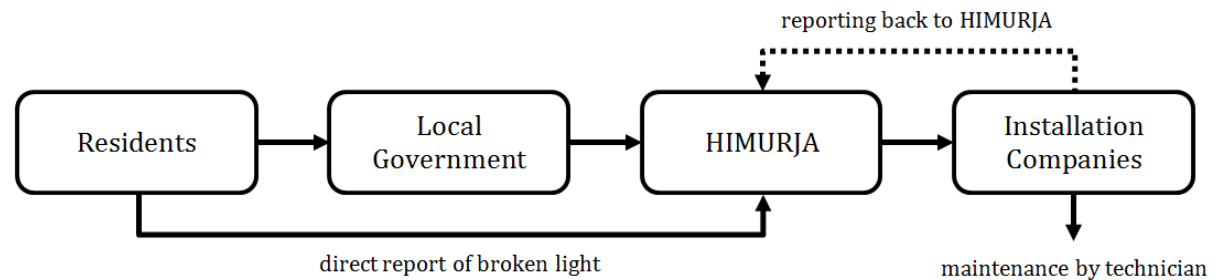 reporting back to HIMURJA
Residents
Local
Government
HIMURJA
Installation
Companies
direct report of broken light
maintenance by technician